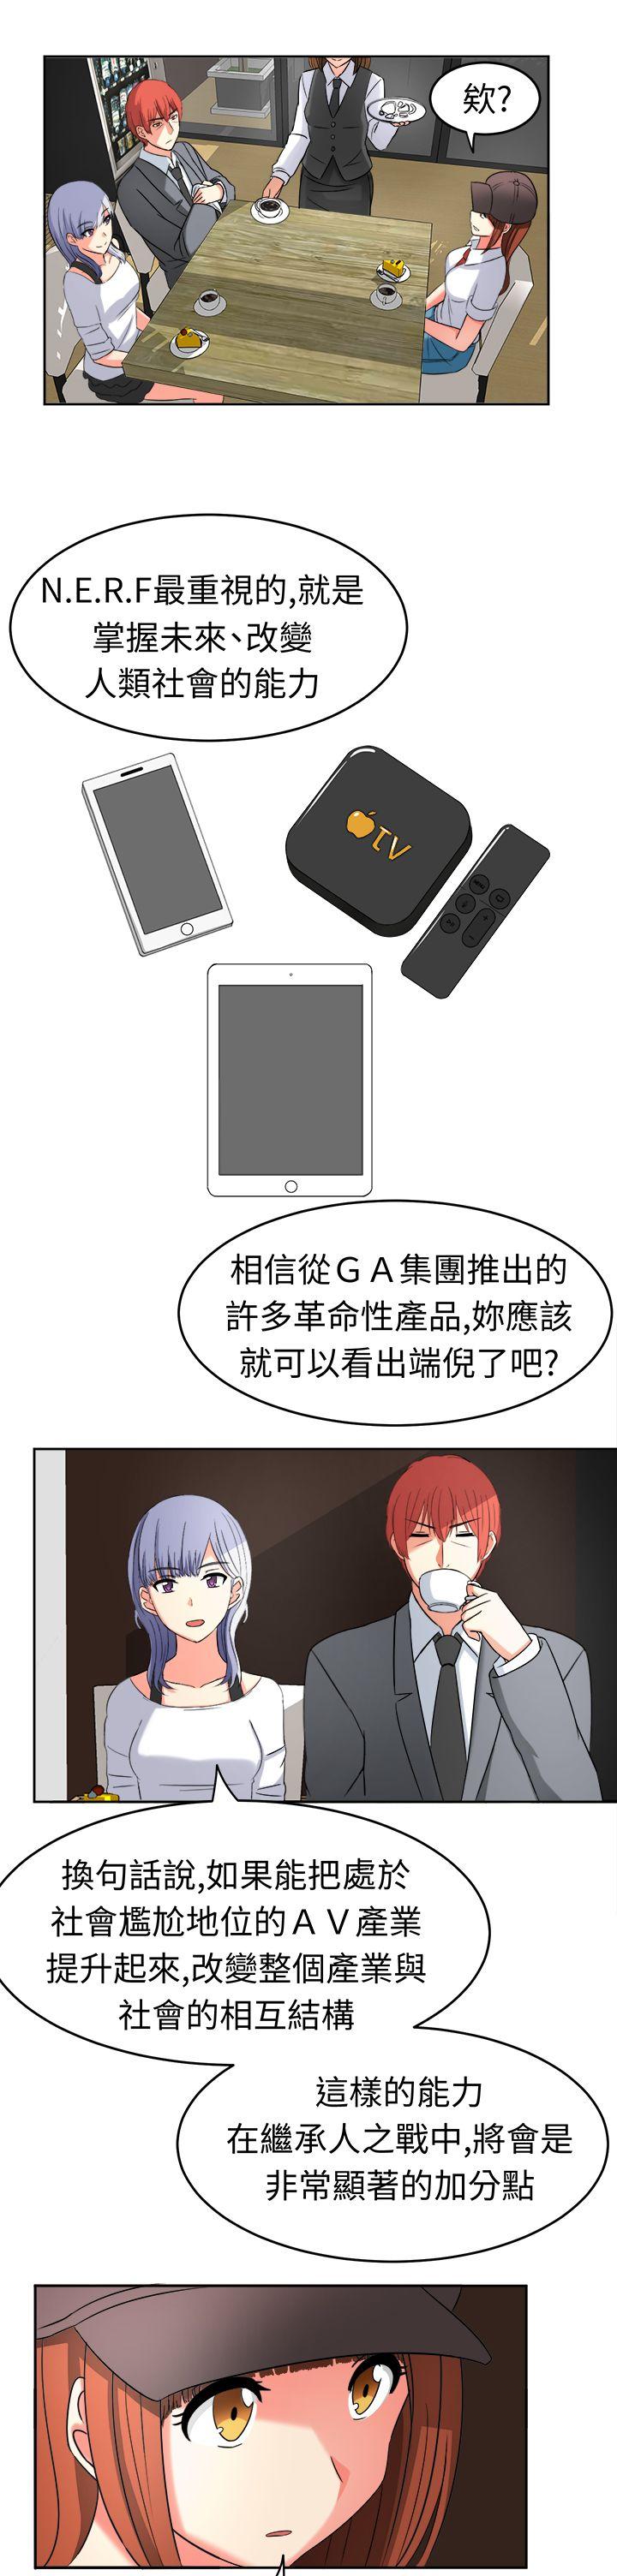 欸?
N.E.R.F最重視的,就是
掌握未來、改變
人類社會的能力
tv
MENU
相信從GA集團推出的
許多革命性產品,妳應該
就可以看出端倪了吧?
換句話說,如果能把處於
社會尷尬地位的AV產業
提升起來,改變整個產業與
社會的相互結構
這樣的能力
在繼承人之戰中,將會是
非常顯著的加分點